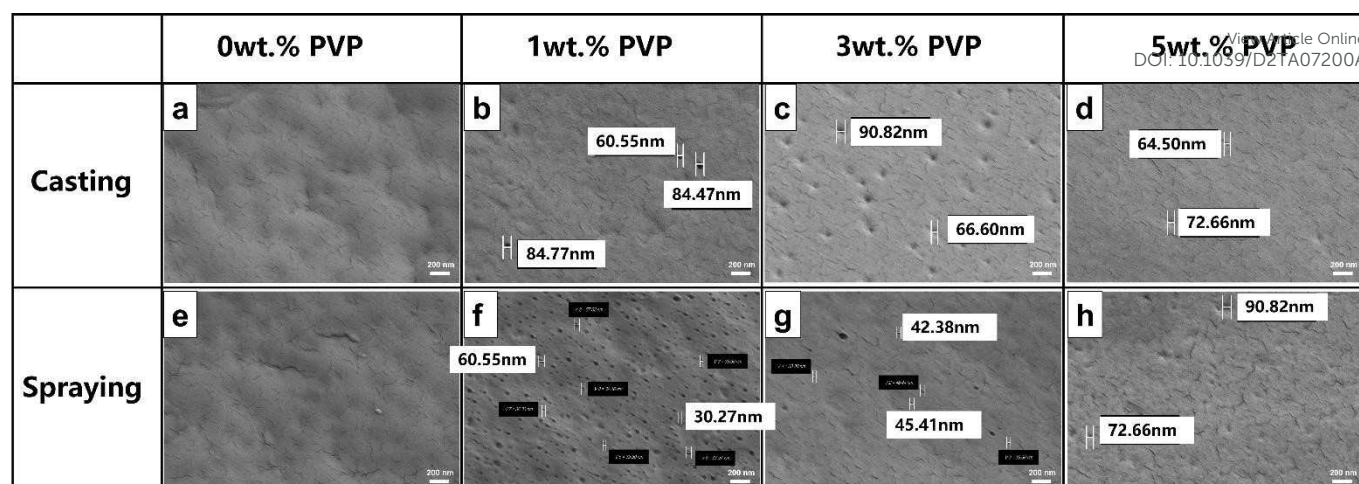 0wt.% PVP
1wt.% PVP
3wt.% PVP
5wt.% PVP
View Article Online
DOI: 10.1039/D2TA07200A
Casting
a
b
60.55nm
84.47nm
84.77nm
c
90.82nm
66.60nm
d
64.50nm
72.66nm
200 nm
200 nm
200 nm
200 nm
Spraying
e
f
60.55nm
30.27nm
g
42.38nm
45.41nm
h
90.82nm
72.66nm
200 nm
200 nm
200 nm
200 nm